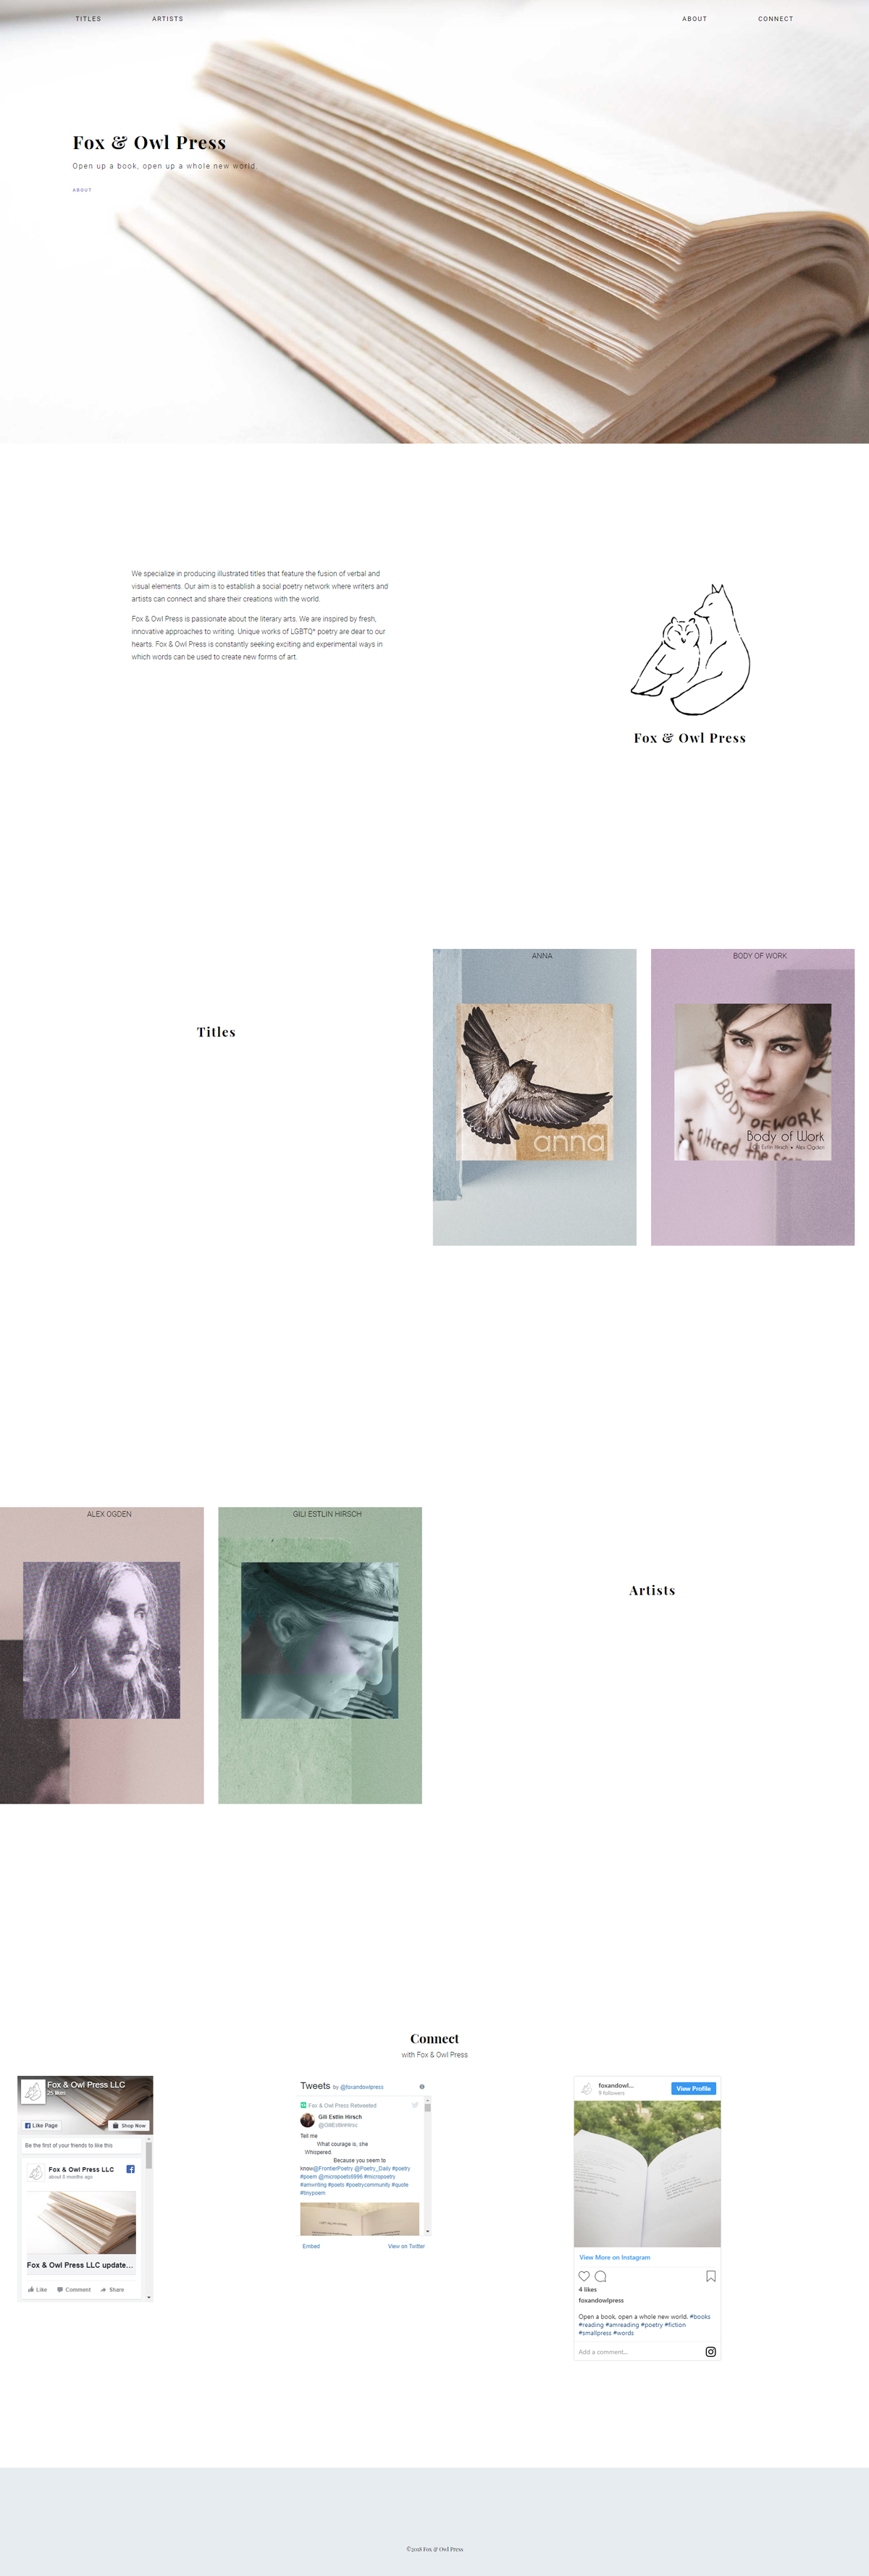 TITLES
ARTISTS
ABOUT
CONNECT
Fox & Owl Press
Open up a book, open up a whole new world.
ABOUT
We specialize in producing illustrated titles that feature the fusion of verbal and
visual elements. Our aim is to establish a social poetry network where writers and
artists can connect and share their creations with the world.
Fox & Owl Press is passionate about the literary arts. We are inspired by fresh,
innovative approaches to writing. Unique works of LGBTQ* poetry are dear to our
hearts. Fox & Owl Press is constantly seeking exciting and experimental ways in
which words can be used to create new forms of art.
Fox & Owl Press
Titles
ANNA
anna
BODY OF WORK
BODY OF WORK
I altered the
Body of Work
Gili Estlin Hirsch • Alex Ogden
ALEX OGDEN
GILI ESTLIN HIRSCH
Artists
Connect
with Fox & Owl Press
Fox & Owl Press LLC
25 likes
Like Page
Shop Now
Be the first of your friends to like this
Fox & Owl Press LLC
about 8 months ago
Fox & Owl Press LLC update...
Like
Comment
Share
Tweets by @foxandowlpress
Fox & Owl Press Retweeted
Gili Estlin Hirsch
@GiliEstlinHirsc
Tell me
What courage is, she
Whispered.
Because you seem to
know@FrontierPoetry @Poetry_Daily #poetry
#poem @micropoets6996 #micropoetry
#amwriting #poets #poetrycommunity #quote
#tinypoem
Embed
View on Twitter
foxandowl...
9 followers
View Profile
View More on Instagram
4 likes
foxandowlpress
Open a book, open a whole new world. #books
#reading #amreading #poetry #fiction
#smallpress #words
Add a comment...
©2018 Fox & Owl Press